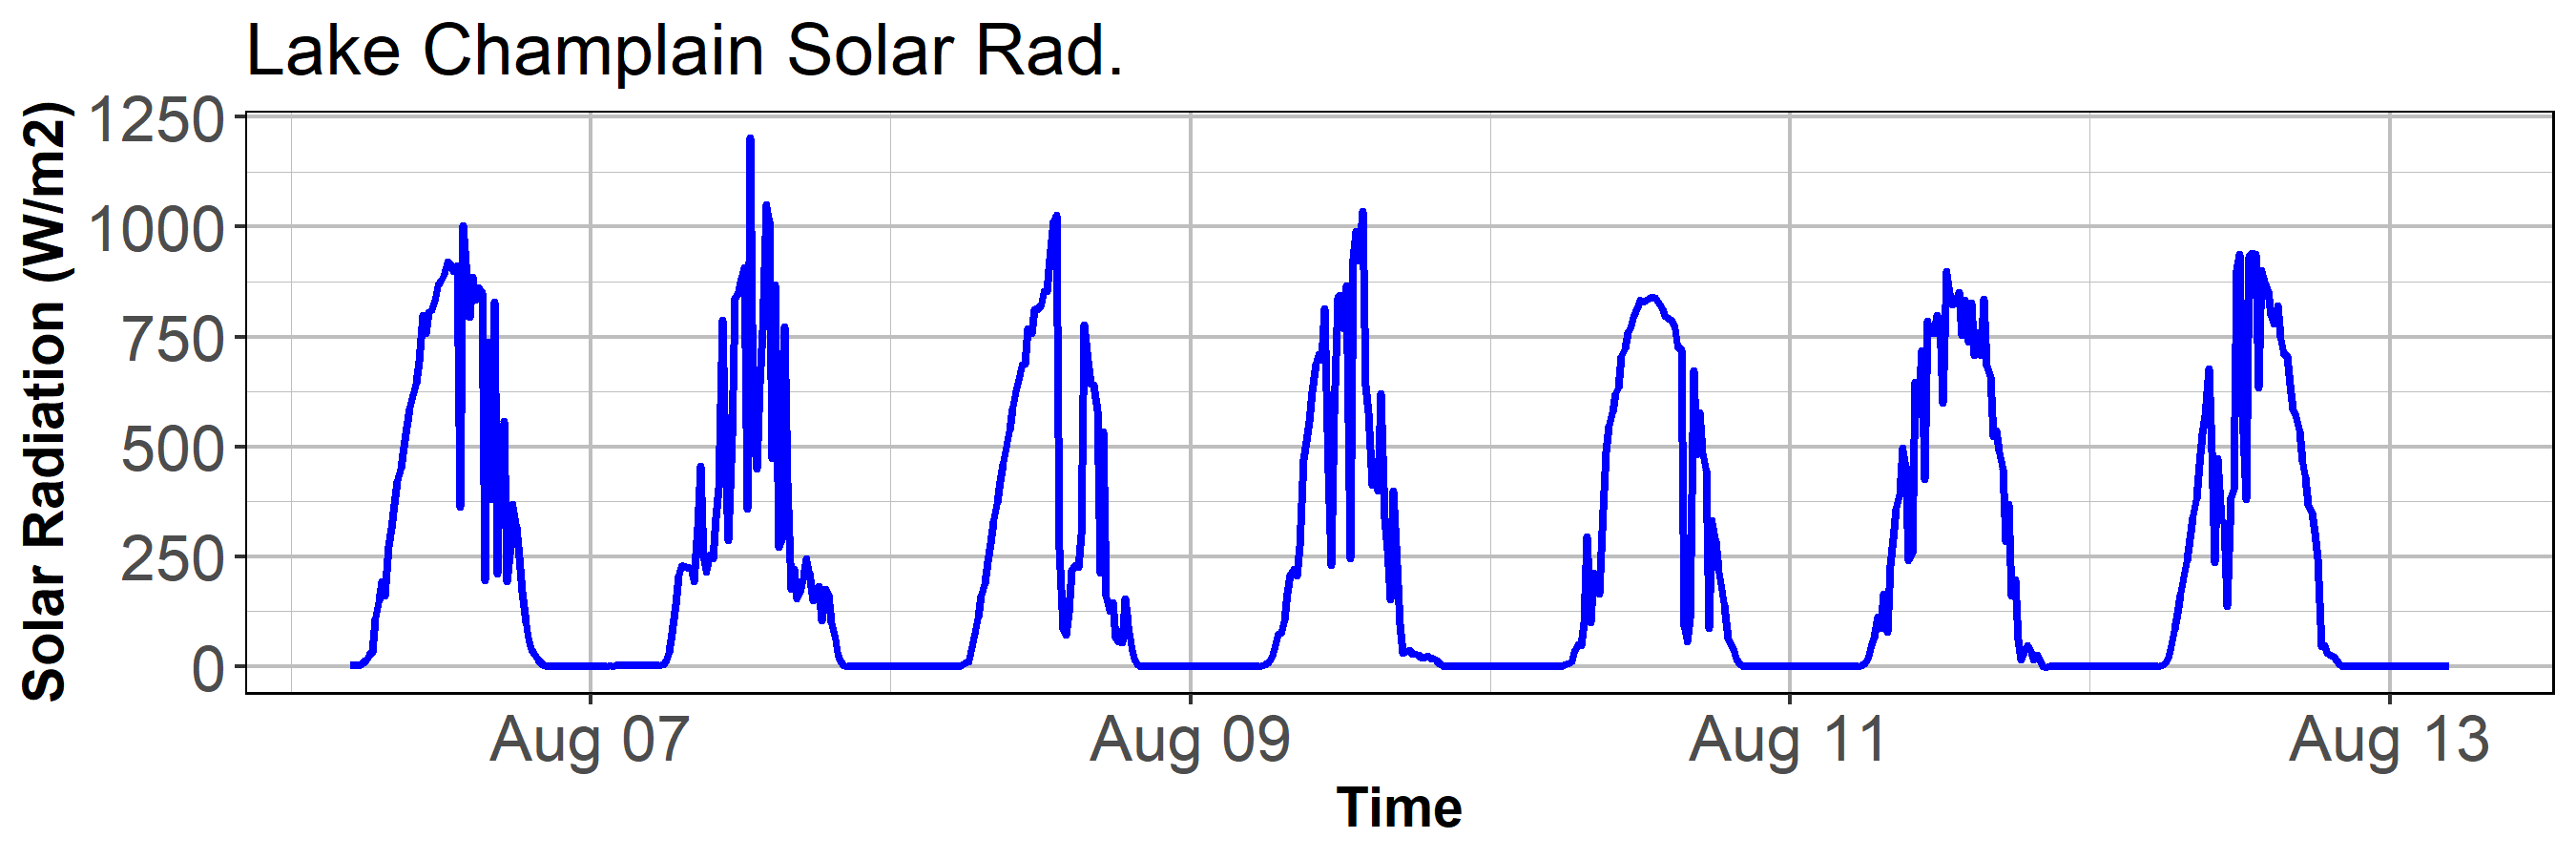 Lake Champlain Solar Rad.
Solar Radiation (W/m2)
1250
1000
750
500
250
0
Aug 07 Aug 09 Aug 11 Aug 13
Time